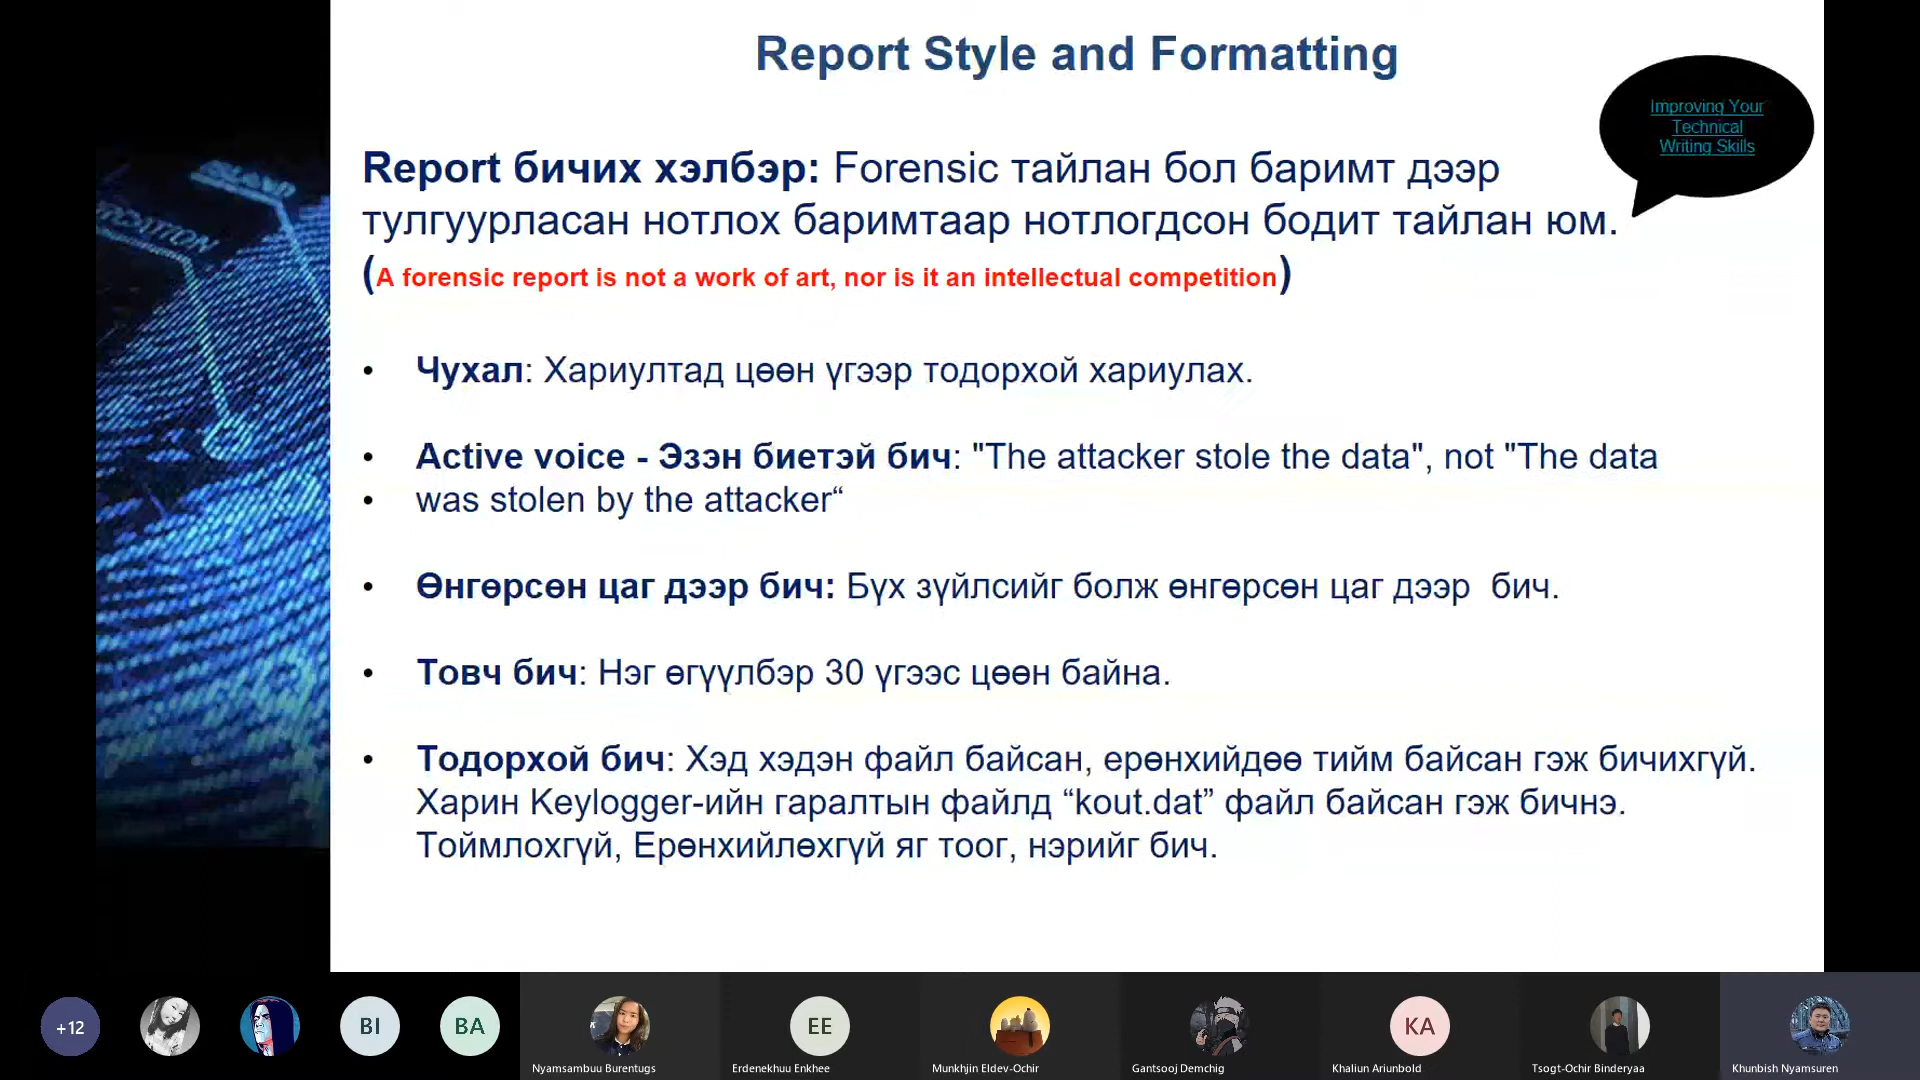 Report Style and Formatting
Improving Your
Technical
Writing Skills
Report бичих хэлбэр: Forensic тайлан бол баримт дээр
тулгуурласан нотлох баримтаар нотлогдсон бодит тайлан юм.
(A forensic report is not a work of art, nor is it an intellectual competition)
• Чухал: Хариултад цөөн үгээр тодорхой хариулах.
• Active voice - Эзэн биетэй бич: "The attacker stole the data", not "The data
• was stolen by the attacker“
• Өнгөрсөн цаг дээр бич: Бүх зүйлсийг болж өнгөрсөн цаг дээр бич.
• Товч бич: Нэг өгүүлбэр 30 үгээс цөөн байна.
• Тодорхой бич: Хэд хэдэн файл байсан, ерөнхийдөө тийм байсан гэж бичихгүй.
Харин Keylogger-ийн гаралтын файлд “kout.dat” файл байсан гэж бичнэ.
Тоймлохгүй, Ерөнхийлөхгүй яг тоог, нэрийг бич.
ISLAND
+12
BI
BA
EE
KA
Nyamsambuu Burentugs
Erdenekhuu Enkhee
Munkhjin Eldev-Ochir
Gantsooj Demchig
Khaliun Ariunbold
Tsogt-Ochir Binderyaa
Khunbish Nyamsuren